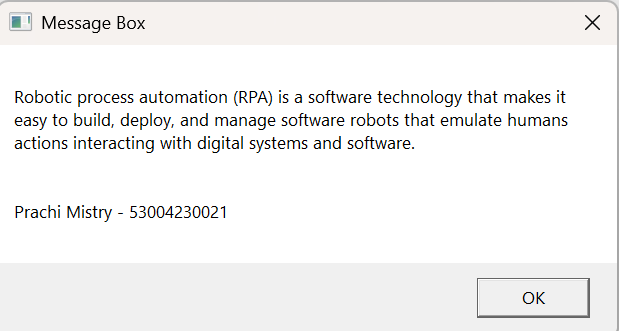 Message Box
Robotic process automation (RPA) is a software technology that makes it
easy to build, deploy, and manage software robots that emulate humans
actions interacting with digital systems and software.
Prachi Mistry - 53004230021
OK